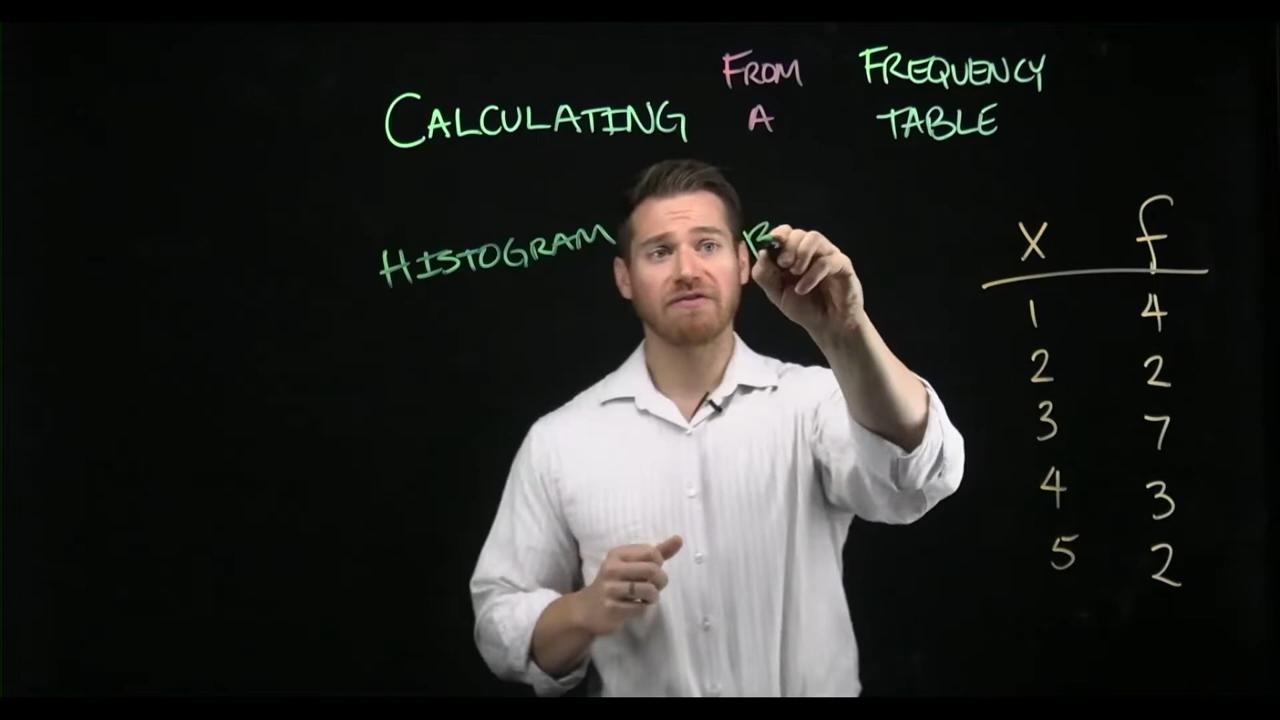 CALCULATING FROM A FREQUENCY TABLE
HISTOGRAM
x f
1 4
2 2
3 7
4 3
5 2